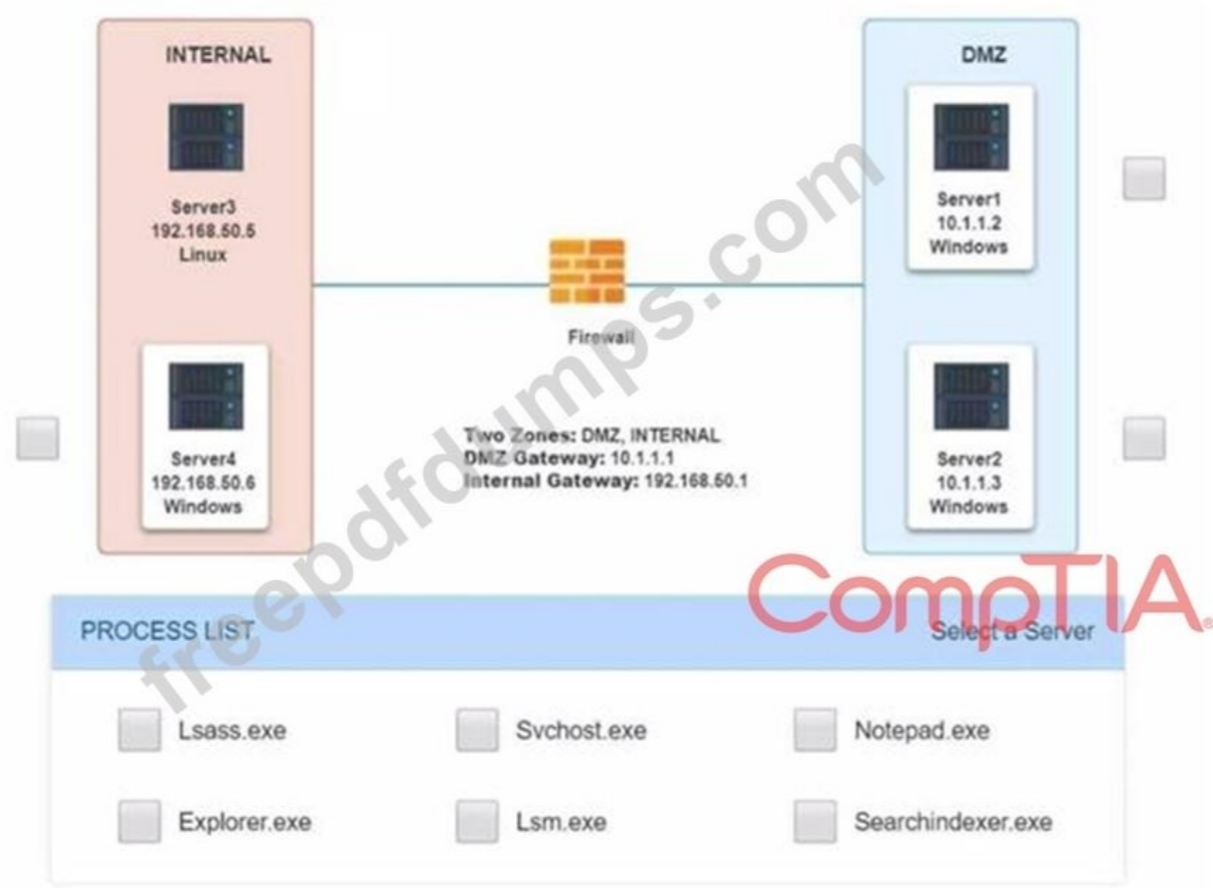 INTERNAL
Server3
192.168.50.5
Linux
Server4
192.168.50.6
Windows
Firewall
Two Zones: DMZ, INTERNAL
DMZ Gateway: 10.1.1.1
Internal Gateway: 192.168.50.1
DMZ
Server1
10.1.1.2
Windows
Server2
10.1.1.3
Windows
freepdfdumps.com
CompTIA.
PROCESS LIST
Select a Server
Lsass.exe
Svchost.exe
Notepad.exe
Explorer.exe
Lsm.exe
Searchindexer.exe